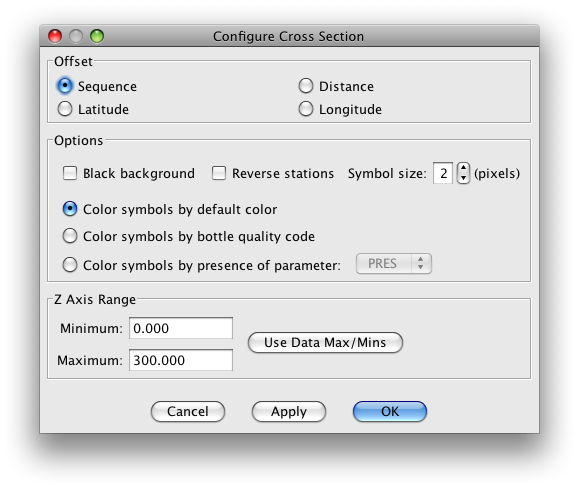 Configure Cross Section
Offset
Sequence Distance
Latitude Longitude
Options
Black background Reverse stations Symbol size: 2 (pixels)
Color symbols by default color
Color symbols by bottle quality code
Color symbols by presence of parameter: PRES
Z Axis Range
Minimum: 0.000
Use Data Max/Mins
Maximum: 300.000
Cancel Apply OK